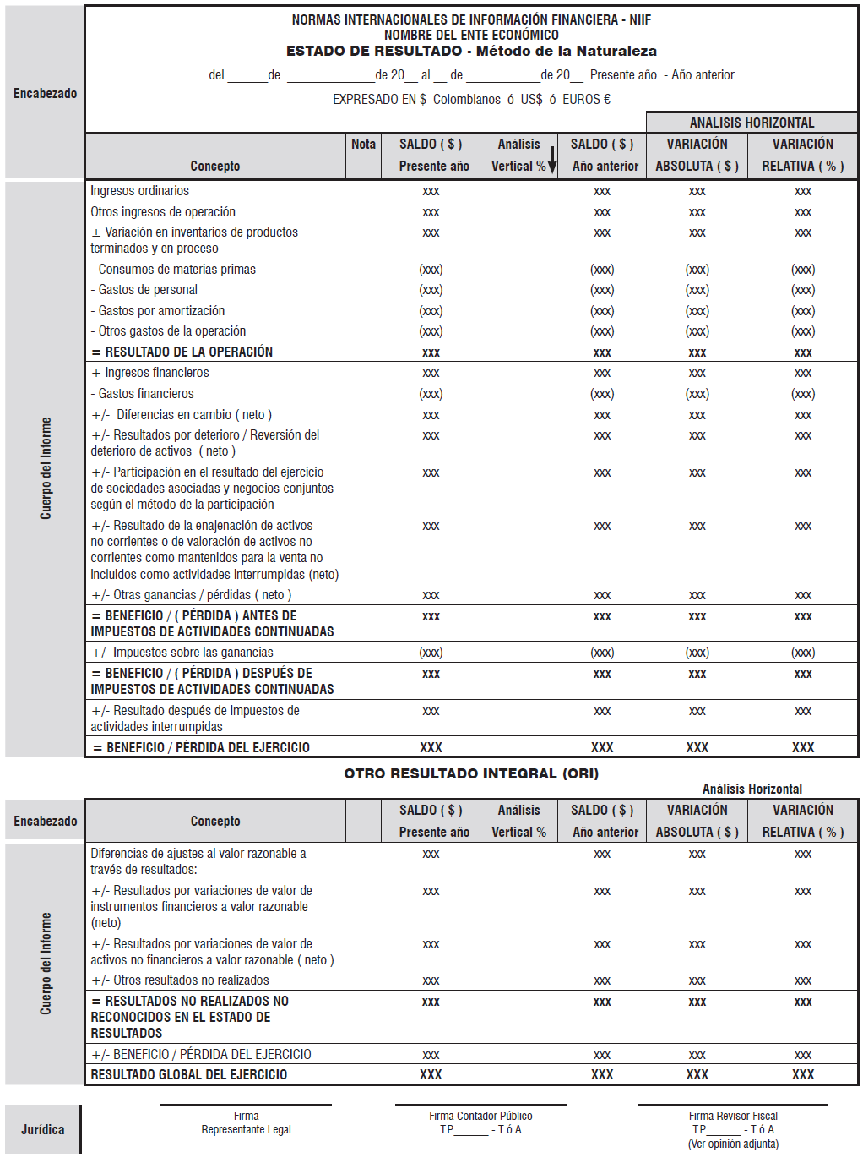 NORMAS INTERNACIONALES DE INFORMACIÓN FINANCIERA - NIIF
NOMBRE DEL ENTE ECONÓMICO
ESTADO DE RESULTADO - Método de la Naturaleza
del ______de _____________de 20__ al __ de ___________de 20__ Presente año - Año anterior
Encabezado
EXPRESADO EN $ Colombianos ó US$ ó EUROS €
ANALISIS HORIZONTAL
Concepto
Nota
SALDO ( $ )
Presente año
Análisis
Vertical %
SALDO ( $ )
Año anterior
VARIACIÓN
ABSOLUTA ( $ )
VARIACIÓN
RELATIVA ( % )
Cuerpo del Informe
Ingresos ordinarios xxx xxx xxx xxx
Otros ingresos de operación xxx xxx xxx xxx
± Variación en inventarios de productos xxx xxx xxx xxx
terminados y en proceso
Consumos de materias primas (xxx) (xxx) (xxx) (xxx)
- Gastos de personal (xxx) (xxx) (xxx) (xxx)
- Gastos por amortización (xxx) (xxx) (xxx) (xxx)
- Otros gastos de la operación (xxx) (xxx) (xxx) (xxx)
= RESULTADO DE LA OPERACIÓN xxx xxx xxx xxx
+ Ingresos financieros xxx xxx xxx xxx
- Gastos financieros (xxx) (xxx) (xxx) (xxx)
+/- Diferencias en cambio ( neto ) xxx xxx xxx xxx
+/- Resultados por deterioro / Reversión del xxx xxx xxx xxx
deterioro de activos ( neto )
+/- Participación en el resultado del ejercicio xxx xxx xxx xxx
de sociedades asociadas y negocios conjuntos
según el método de la participación
+/- Resultado de la enajenación de activos xxx xxx xxx xxx
no corrientes o de valoración de activos no
corrientes como mantenidos para la venta no
incluidos como actividades interrumpidas (neto)
+/- Otras ganancias / pérdidas ( neto ) xxx xxx xxx xxx
= BENEFICIO / ( PÉRDIDA ) ANTES DE xxx xxx xxx xxx
IMPUESTOS DE ACTIVIDADES CONTINUADAS
+/ Impuestos sobre las ganancias (xxx) (xxx) (xxx) (xxx)
= BENEFICIO / ( PÉRDIDA ) DESPUÉS DE xxx xxx xxx xxx
IMPUESTOS DE ACTIVIDADES CONTINUADAS
+/- Resultado después de impuestos de xxx xxx xxx xxx
actividades interrumpidas
= BENEFICIO / PÉRDIDA DEL EJERCICIO XXX XXX XXX XXX
OTRO RESULTADO INTEGRAL (ORI)
Análisis Horizontal
Encabezado
Concepto
SALDO ( $ )
Presente año
Análisis
Vertical %
SALDO ( $ )
Año anterior
VARIACIÓN
ABSOLUTA ( $ )
VARIACIÓN
RELATIVA ( % )
Cuerpo del Informe
Diferencias de ajustes al valor razonable a xxx xxx xxx xxx
través de resultados:
+/- Resultados por variaciones de valor de xxx xxx xxx xxx
instrumentos financieros a valor razonable
(neto)
+/- Resultados por variaciones de valor de xxx xxx xxx xxx
activos no financieros a valor razonable ( neto )
+/- Otros resultados no realizados xxx xxx xxx xxx
= RESULTADOS NO REALIZADOS NO xxx xxx xxx xxx
RECONOCIDOS EN EL ESTADO DE
RESULTADOS
+/- BENEFICIO / PÉRDIDA DEL EJERCICIO xxx xxx xxx xxx
RESULTADO GLOBAL DEL EJERCICIO XXX XXX XXX XXX
Jurídica
Firma
Representante Legal
Firma Contador Público
TP______ - T ó A
Firma Revisor Fiscal
TP______ - T ó A
(Ver opinión adjunta)